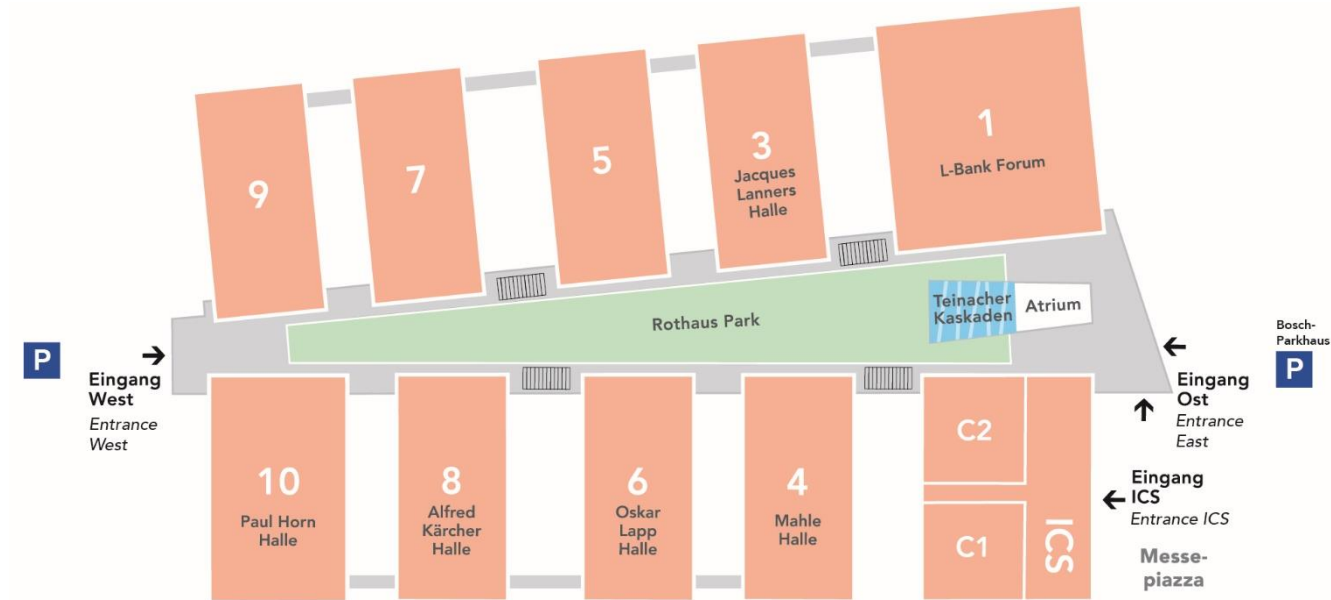 9
7
5
3
Jacques
Lanners
Halle
1
L-Bank Forum
Rothaus Park
Teinacher
Kaskaden
Atrium
P
Eingang
West
Entrance
West
Bosch-
Parkhaus
P
Eingang
Ost
Entrance
East
10
Paul Horn
Halle
8
Alfred
Kärcher
Halle
6
Oskar
Lapp
Halle
4
Mahle
Halle
C2
C1
ICS
Eingang
ICS
Entrance ICS
Messe-
piazza